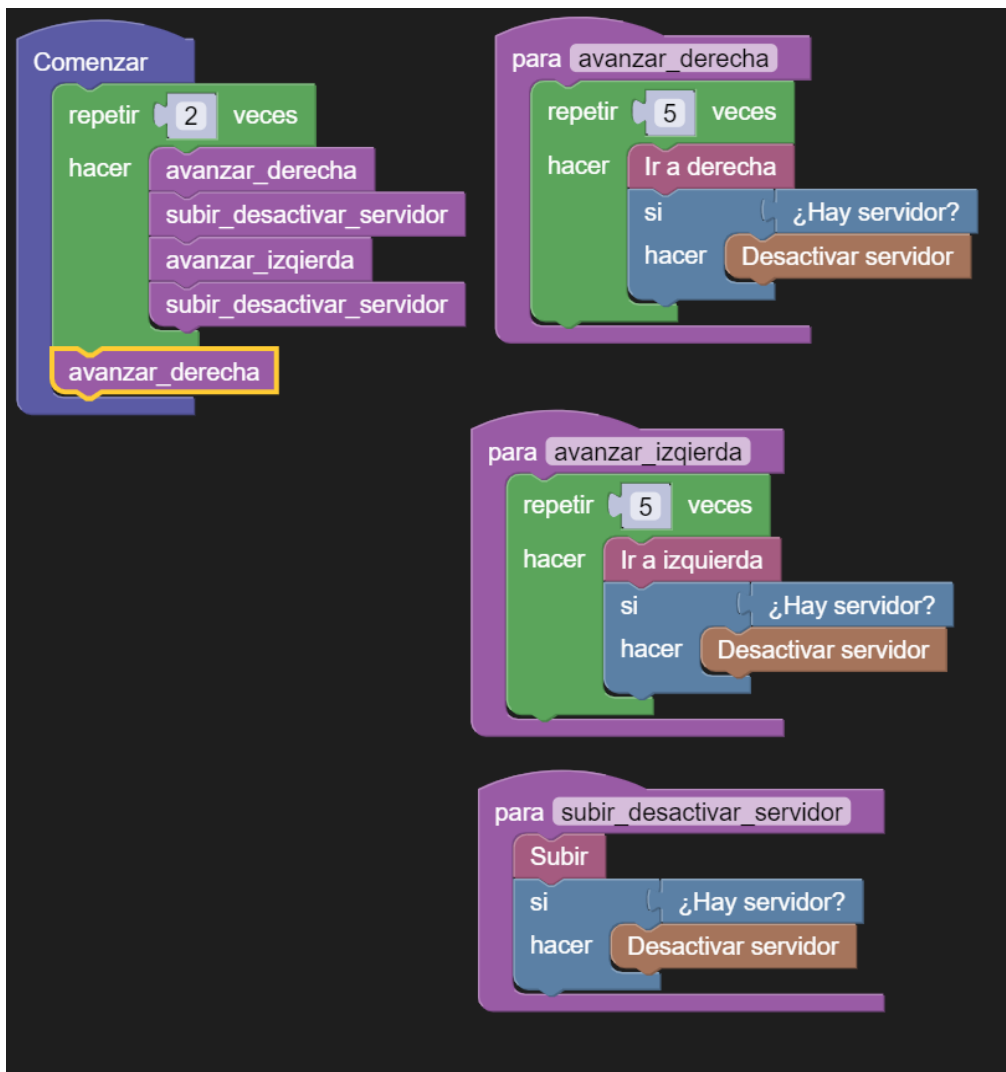 Comenzar
repetir 2 veces
hacer avanzar_derecha
subir_desactivar_servidor
avanzar_izqierda
subir_desactivar_servidor
avanzar_derecha
para avanzar_derecha
repetir 5 veces
hacer Ir a derecha
si ¿Hay servidor?
hacer Desactivar servidor
para avanzar_izqierda
repetir 5 veces
hacer Ir a izquierda
si ¿Hay servidor?
hacer Desactivar servidor
para subir_desactivar_servidor
Subir
si ¿Hay servidor?
hacer Desactivar servidor